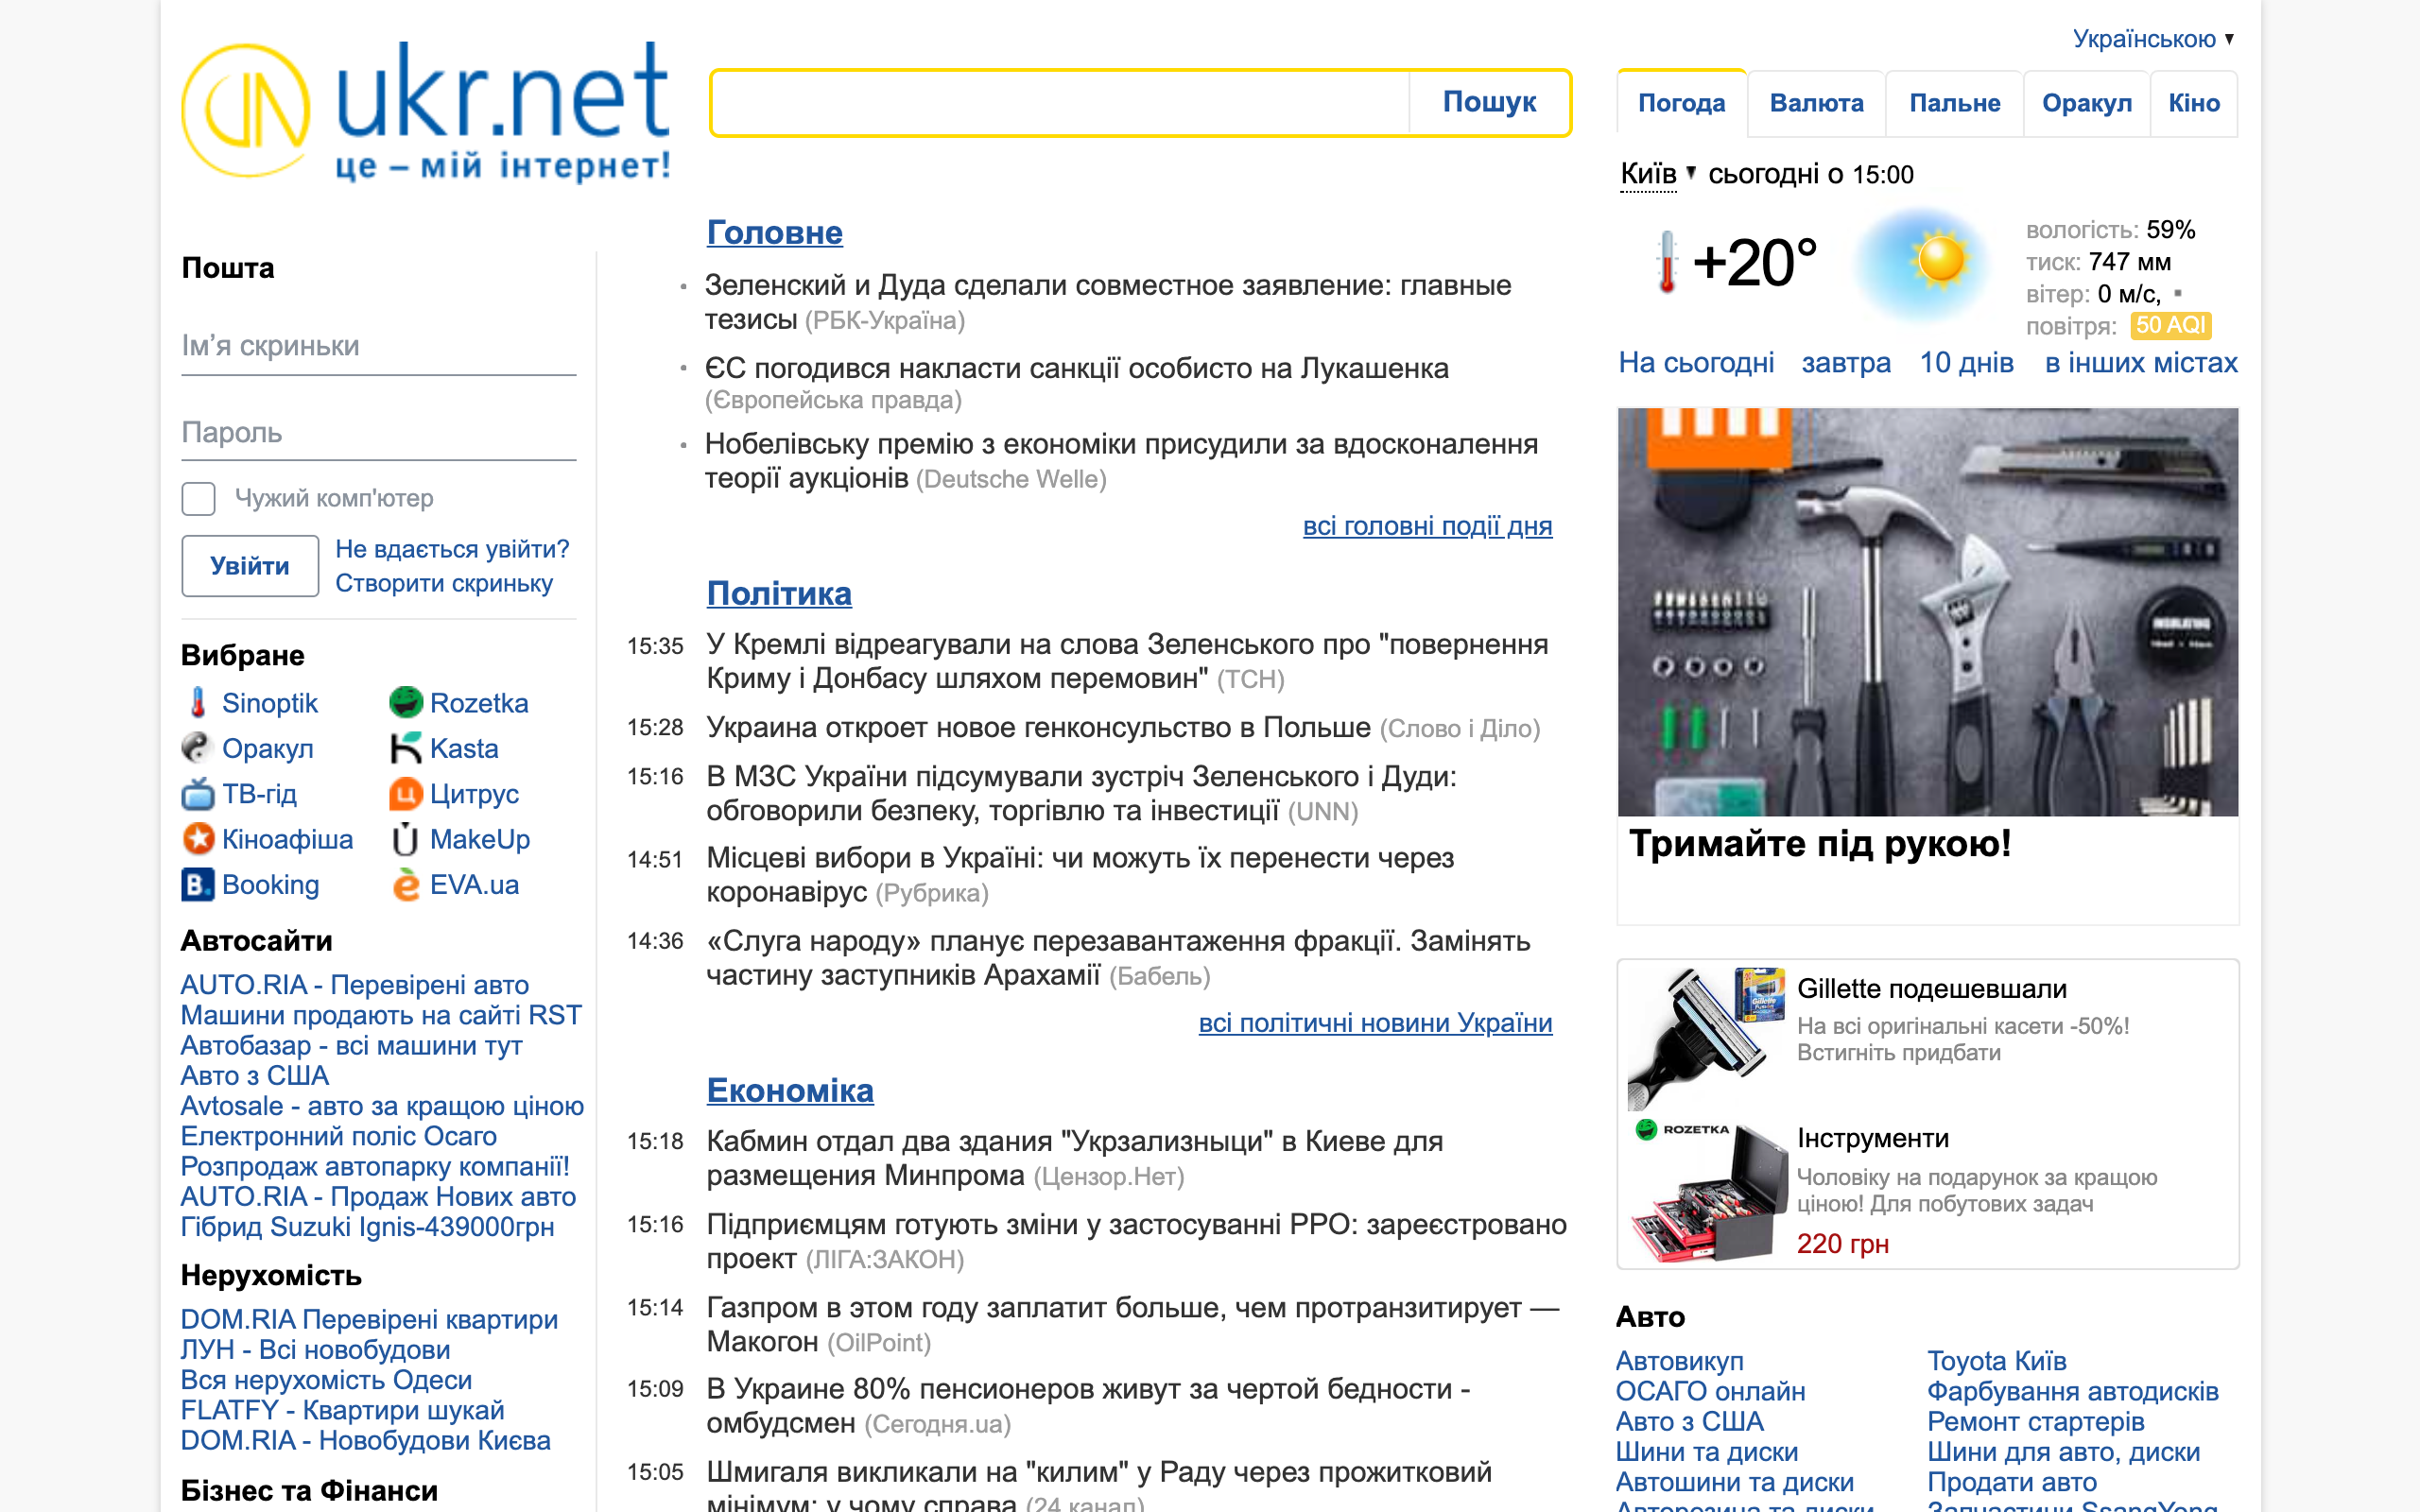 Українською ▼
ukr.net
це – мій інтернет!
Пошук
Погода
Валюта
Пальне
Оракул
Кіно
Київ ▼ сьогодні о 15:00
+20°
вологість: 59%
тиск: 747 мм
вітер: 0 м/с,
повітря: 50 AQI
На сьогодні завтра 10 днів в інших містах
Пошта
Ім’я скриньки
Пароль
Чужий комп'ютер
Увійти
Не вдається увійти?
Створити скриньку
Вибране
Sinoptik
Rozetka
Оракул
Kasta
ТВ-гід
Цитрус
Кіноафіша
MakeUp
B.
Booking
EVA.ua
Автосайти
AUTO.RIA - Перевірені авто
Машини продають на сайті RST
Автобазар - всі машини тут
Авто з США
Avtosale - авто за кращою ціною
Електронний поліс Осаго
Розпродаж автопарку компанії!
AUTO.RIA - Продаж Нових авто
Гібрид Suzuki Ignis-439000грн
Нерухомість
DOM.RIA Перевірені квартири
ЛУН - Всі новобудови
Вся нерухомість Одеси
FLATFY - Квартири шукай
DOM.RIA - Новобудови Києва
Бізнес та Фінанси
Головне
Зеленский и Дуда сделали совместное заявление: главные
тезисы (РБК-Україна)
ЄС погодився накласти санкції особисто на Лукашенка
(Європейська правда)
Нобелівську премію з економіки присудили за вдосконалення
теорії аукціонів (Deutsche Welle)
всі головні події дня
Політика
15:35 У Кремлі відреагували на слова Зеленського про "повернення
Криму і Донбасу шляхом перемовин" (ТСН)
15:28 Украина откроет новое генконсульство в Польше (Слово і Діло)
15:16 В МЗС України підсумували зустріч Зеленського і Дуди:
обговорили безпеку, торгівлю та інвестиції (UNN)
14:51 Місцеві вибори в Україні: чи можуть їх перенести через
коронавірус (Рубрика)
14:36 «Слуга народу» планує перезавантаження фракції. Замінять
частину заступників Арахамії (Бабель)
всі політичні новини України
Економіка
15:18 Кабмин отдал два здания "Укрзализныци" в Киеве для
размещения Минпрома (Цензор.Нет)
15:16 Підприємцям готують зміни у застосуванні РРО: зареєстровано
проект (ЛІГА:ЗАКОН)
15:14 Газпром в этом году заплатит больше, чем протранзитирует —
Макогон (OilPoint)
15:09 В Украине 80% пенсионеров живут за чертой бедности -
омбудсмен (Сегодня.ua)
15:05 Шмигаля викликали на "килим" у Раду через прожитковий
мінімум: у чому справа (24 канал)
Тримайте під рукою!
Gillette подешевшали
На всі оригінальні касети -50%!
Встигніть придбати
ROZETKA
Інструменти
Чоловіку на подарунок за кращою
ціною! Для побутових задач
220 грн
Авто
Автовикуп
ОСАГО онлайн
Авто з США
Шини та диски
Автошини та диски
Авторезина та диски
Toyota Київ
Фарбування автодисків
Ремонт стартерів
Шини для авто, диски
Продати авто
Запчастини SsangYong